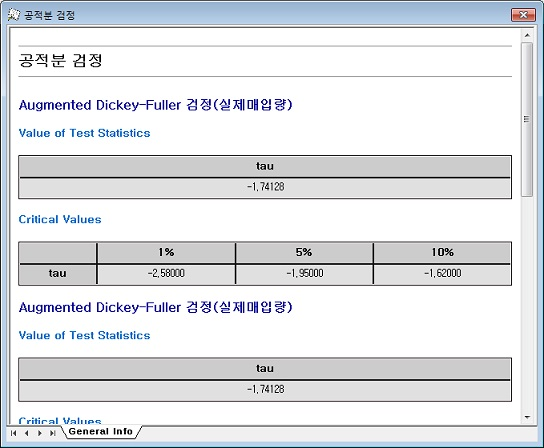 공적분 검정
공적분 검정
Augmented Dickey-Fuller 검정(실제매입량)
Value of Test Statistics
tau
-1,74128
Critical Values
1% 5% 10%
tau -2,58000 -1,95000 -1,62000
Augmented Dickey-Fuller 검정(실제매입량)
Value of Test Statistics
tau
-1,74128
Critical Values
General Info